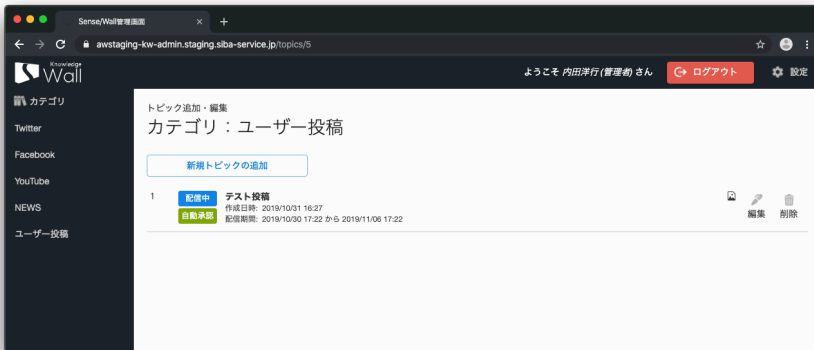 Sense/Wall管理画面
awstaging-kw-admin.staging.siba-service.jp/topics/5
Knowledge
Wall
ようこそ 内田洋行(管理者) さん
ログアウト
設定
カテゴリ
Twitter
Facebook
YouTube
NEWS
ユーザー投稿
トピック追加・編集
カテゴリ：ユーザー投稿
新規トピックの追加
1
配信中
自動承認
テスト投稿
作成日時: 2019/10/31 16:27
配信期間: 2019/10/30 17:22 から 2019/11/06 17:22
編集
削除